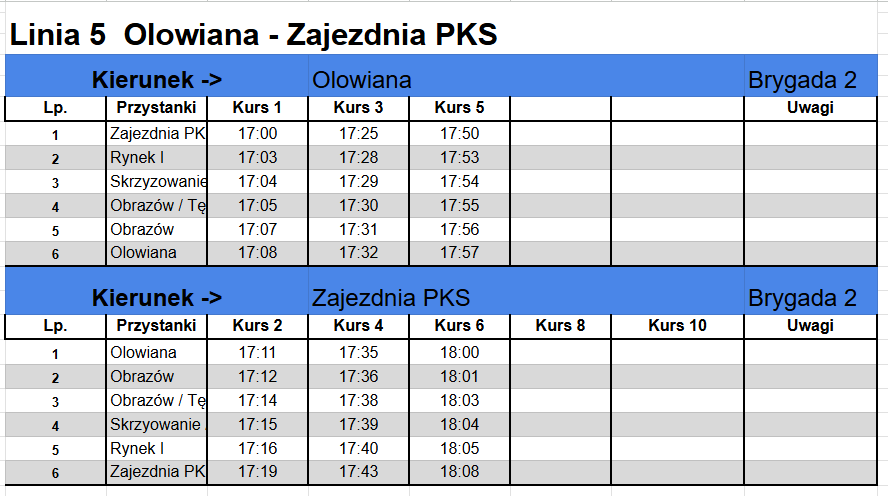 Linia 5 Olowiana - Zajezdnia PKS
Kierunek -> Olowiana Brygada 2
Lp. Przystanki Kurs 1 Kurs 3 Kurs 5 Uwagi
1 Zajezdnia PK 17:00 17:25 17:50
2 Rynek I 17:03 17:28 17:53
3 Skrzyzowanie 17:04 17:29 17:54
4 Obrazów / Tę 17:05 17:30 17:55
5 Obrazów 17:07 17:31 17:56
6 Olowiana 17:08 17:32 17:57
Kierunek -> Zajezdnia PKS Brygada 2
Lp. Przystanki Kurs 2 Kurs 4 Kurs 6 Kurs 8 Kurs 10 Uwagi
1 Olowiana 17:11 17:35 18:00
2 Obrazów 17:12 17:36 18:01
3 Obrazów / Tę 17:14 17:38 18:03
4 Skrzyowanie 17:15 17:39 18:04
5 Rynek I 17:16 17:40 18:05
6 Zajezdnia PK 17:19 17:43 18:08